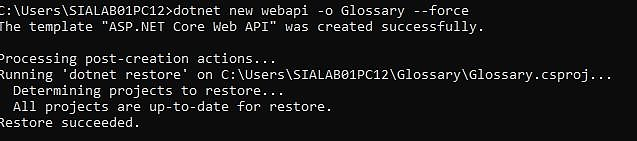 C:\Users\SIALAB01PC12>dotnet new webapi -o Glossary --force
The template "ASP.NET Core Web API" was created successfully.
Processing post-creation actions...
Running 'dotnet restore' on C:\Users\SIALAB01PC12\Glossary\Glossary.csproj...
Determining projects to restore...
All projects are up-to-date for restore.
Restore succeeded.